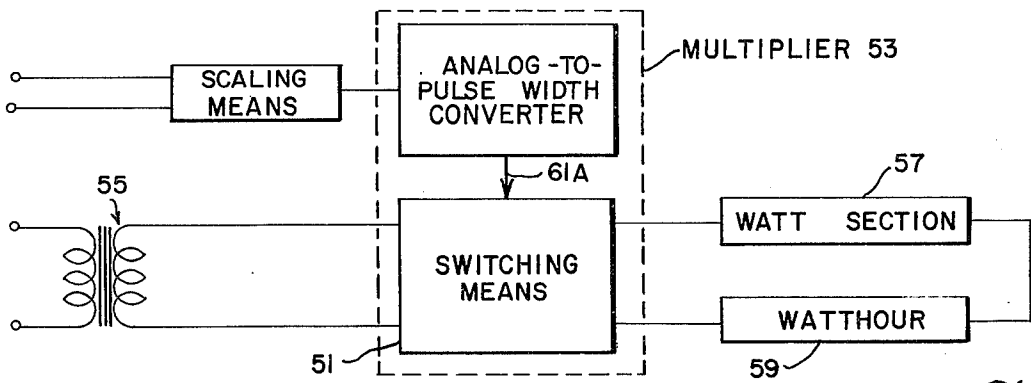 SCALING
MEANS
ANALOG-TO-
PULSE WIDTH
CONVERTER
MULTIPLIER 53
61A
55
57
WATT SECTION
SWITCHING
MEANS
51
WATTHOUR
59